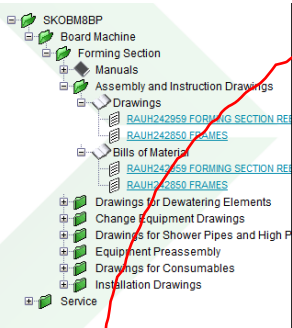 SKOBM8BP
Board Machine
Forming Section
Manuals
Assembly and Instruction Drawings
Drawings
RAUH242959 FORMING SECTION REE
RAUH242850 FRAMES
Bills of Material
RAUH242959 FORMING SECTION REE
RAUH242850 FRAMES
Drawings for Dewatering Elements
Change Equipment Drawings
Drawings for Shower Pipes and High P
Equipment Preassembly
Drawings for Consumables
Installation Drawings
Service